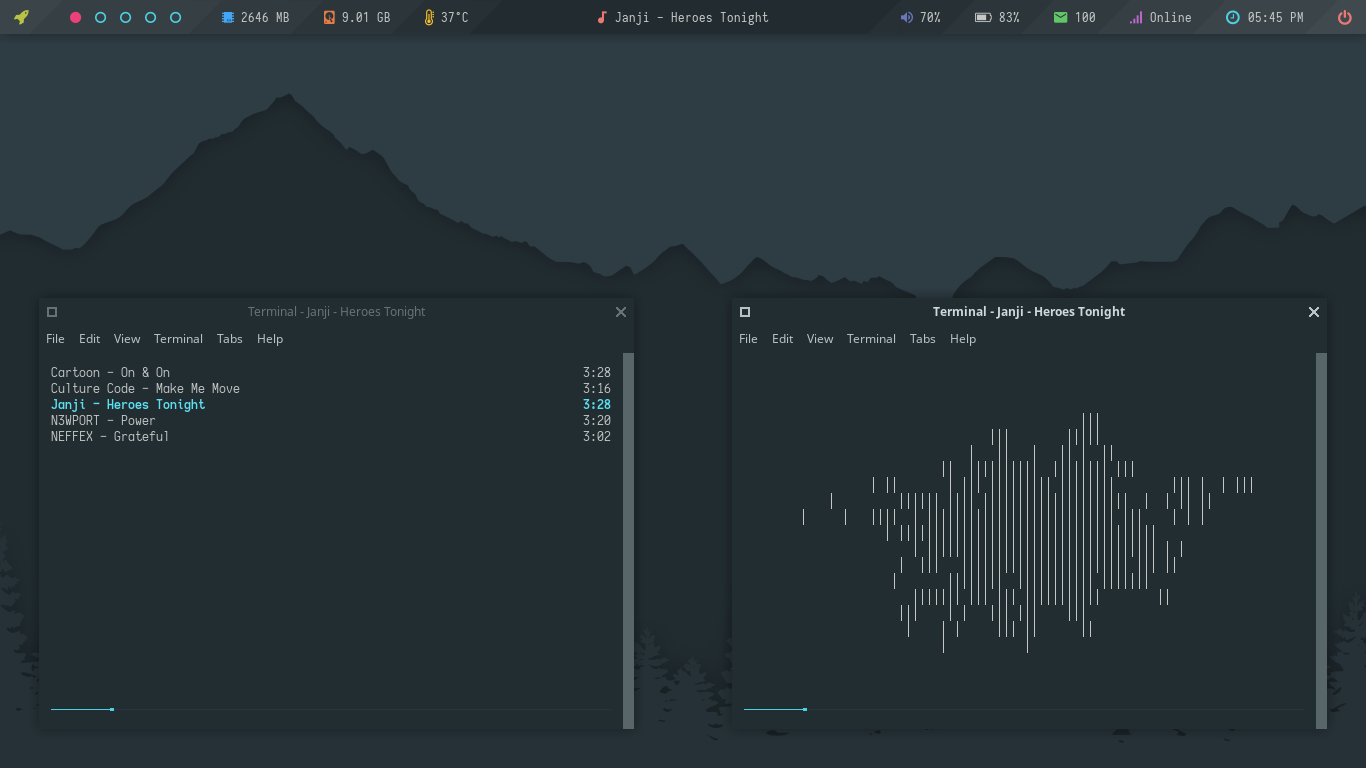 2646 MB 9.01 GB 37°C Janji - Heroes Tonight 70% 83% 100 Online 05:45 PM
Terminal - Janji - Heroes Tonight
File Edit View Terminal Tabs Help
Cartoon - On & On 3:28
Culture Code - Make Me Move 3:16
Janji - Heroes Tonight 3:28
N3WPORT - Power 3:20
NEFFEX - Grateful 3:02
Terminal - Janji - Heroes Tonight
File Edit View Terminal Tabs Help